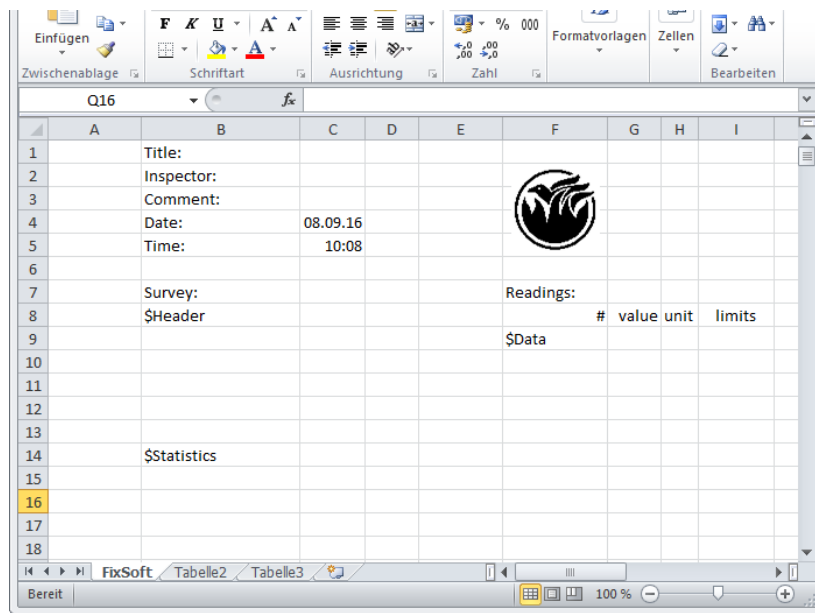 Einfügen
F K U A A
% 000
Formatvorlagen Zellen
Zwischenablage Schriftart Ausrichtung Zahl Bearbeiten
Q16 fx
A B C D E F G H I
1 Title:
2 Inspector:
3 Comment:
4 Date: 08.09.16
5 Time: 10:08
6
7 Survey: Readings:
8 $Header # value unit limits
9 $Data
10
11
12
13
14 $Statistics
15
16
17
18
FixSoft Tabelle2 Tabelle3
Bereit 100 %